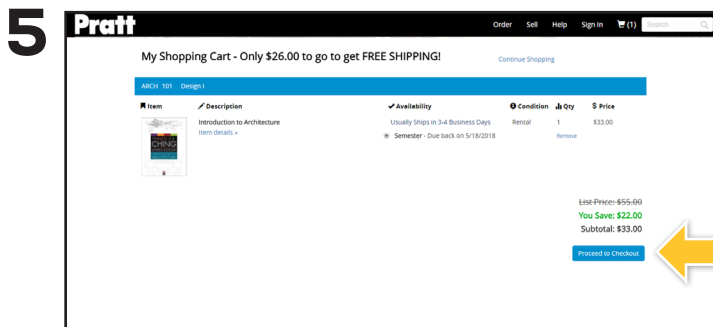 5
Pratt
Order Sell Help Sign In (1) Search
My Shopping Cart - Only $26.00 to go to get FREE SHIPPING!
Continue Shopping
ARCH 101 Design I
Item Description Availability Condition Qty $ Price
Introduction to Architecture Usually Ships in 3-4 Business Days Rental 1 $33.00
Item details » Semester - Due back on 5/18/2018 Remove
CHING
List Price: $55.00
You Save: $22.00
Subtotal: $33.00
Proceed to Checkout